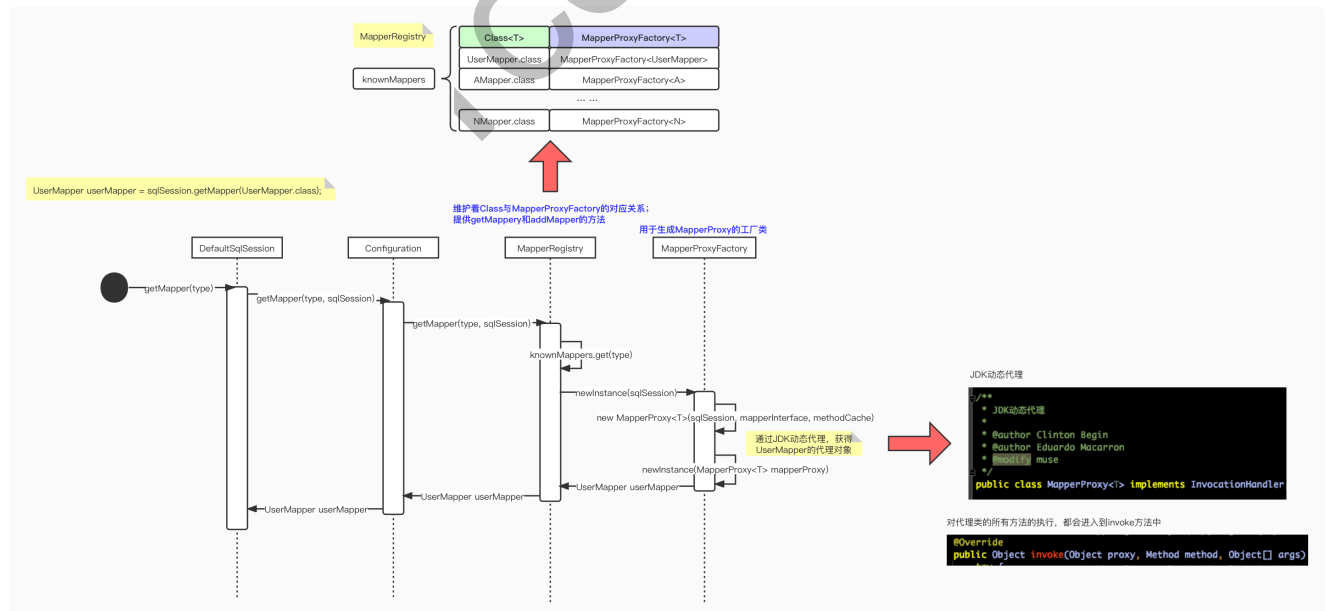 MapperRegistry
Class<T>
MapperProxyFactory<T>
UserMapper.class
MapperProxyFactory<UserMapper>
knownMappers
AMapper.class
MapperProxyFactory<A>
... ...
NMapper.class
MapperProxyFactory<N>
UserMapper userMapper = sqlSession.getMapper(UserMapper.class);
维护着Class与MapperProxyFactory的对应关系；
提供getMappery和addMapper的方法
用于生成MapperProxy的工厂类
DefaultSqlSession
Configuration
MapperRegistry
MapperProxyFactory
getMapper(type)
getMapper(type, sqlSession)
getMapper(type, sqlSession)
knownMappers.get(type)
newInstance(sqlSession)
new MapperProxy<T>(sqlSession, mapperInterface, methodCache)
通过JDK动态代理，获得
UserMapper的代理对象
newInstance(MapperProxy<T> mapperProxy)
UserMapper userMapper
UserMapper userMapper
UserMapper userMapper
JDK动态代理
/**
* JDK动态代理
*
* @author Clinton Begin
* @author Eduardo Macarron
* @modify muse
*/
public class MapperProxy<T> implements InvocationHandler
对代理类的所有方法的执行，都会进入到invoke方法中
@Override
public Object invoke(Object proxy, Method method, Object[] args)